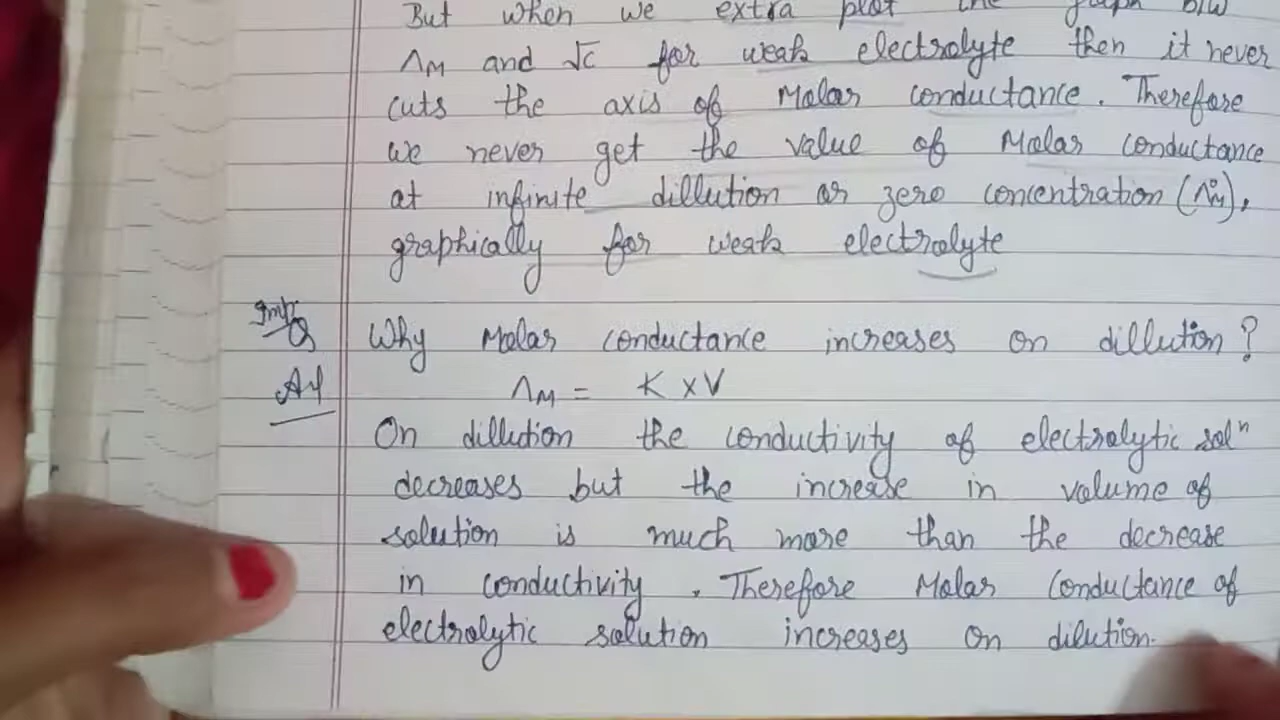 But when we extra plot the graph b/w
Λм and √c for weak electrolyte then it never
cuts the axis of Molar conductance. Therefore
we never get the value of Molar conductance
at infinite dillution or zero concentration (Λ°м),
graphically for weak electrolyte
Imp Q Why Molar conductance increases on dillution?
Λм = K x V
On dillution the conductivity of electrolytic solⁿ
decreases but the increase in volume of
solution is much more than the decrease
in conductivity. Therefore Molar Conductance of
electrolytic solution increases on dilution.